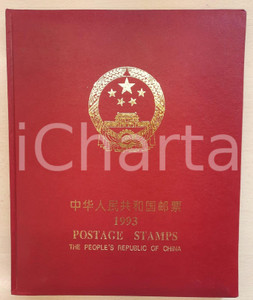 iCharta
中华人民共和国邮票
1993
POSTAGE STAMPS
THE PEOPLE'S REPUBLIC OF CHINA